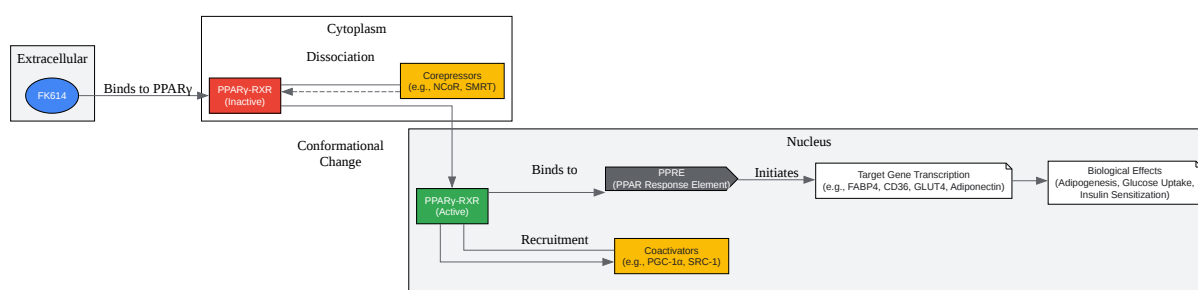 Extracellular
FK614
Binds to PPARγ
Cytoplasm
Dissociation
PPARγ-RXR
(Inactive)
Corepressors
(e.g., NCoR, SMRT)
Conformational
Change
Nucleus
PPARγ-RXR
(Active)
Binds to
PPRE
(PPAR Response Element)
Initiates
Target Gene Transcription
(e.g., FABP4, CD36, GLUT4, Adiponectin)
Biological Effects
(Adipogenesis, Glucose Uptake,
Insulin Sensitization)
Recruitment
Coactivators
(e.g., PGC-1α, SRC-1)